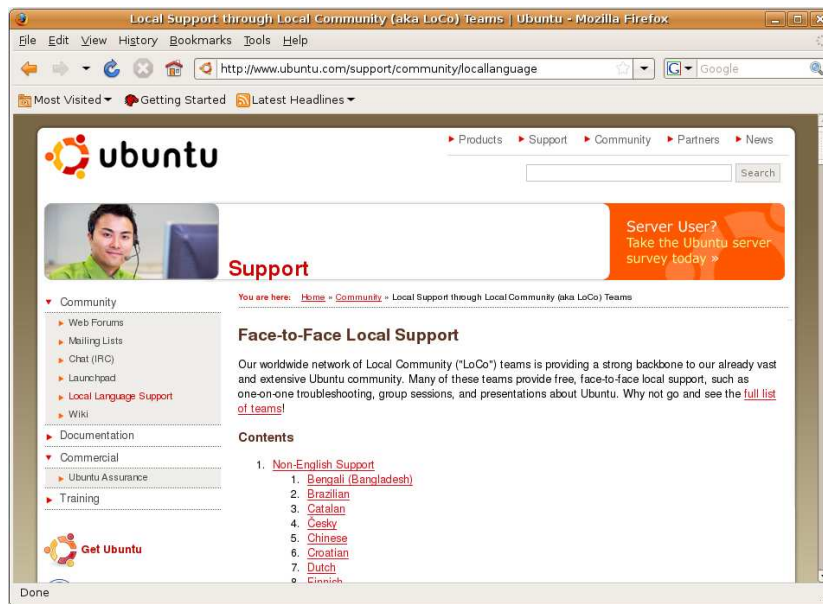 Local Support through Local Community (aka LoCo) Teams | Ubuntu - Mozilla Firefox
File Edit View History Bookmarks Tools Help
http://www.ubuntu.com/support/community/locallanguage
Google
Most Visited Getting Started Latest Headlines
ubuntu
Products Support Community Partners News
Search
Support
Server User?
Take the Ubuntu server
survey today »
Community
Web Forums
Mailing Lists
Chat (IRC)
Launchpad
Local Language Support
Wiki
Documentation
Commercial
Ubuntu Assurance
Training
Get Ubuntu
You are here: Home » Community » Local Support through Local Community (aka LoCo) Teams
Face-to-Face Local Support
Our worldwide network of Local Community ("LoCo") teams is providing a strong backbone to our already vast
and extensive Ubuntu community. Many of these teams provide free, face-to-face local support, such as
one-on-one troubleshooting, group sessions, and presentations about Ubuntu. Why not go and see the full list
of teams!
Contents
1. Non-English Support
1. Bengali (Bangladesh)
2. Brazilian
3. Catalan
4. Česky
5. Chinese
6. Croatian
7. Dutch
8. Finnish
Done